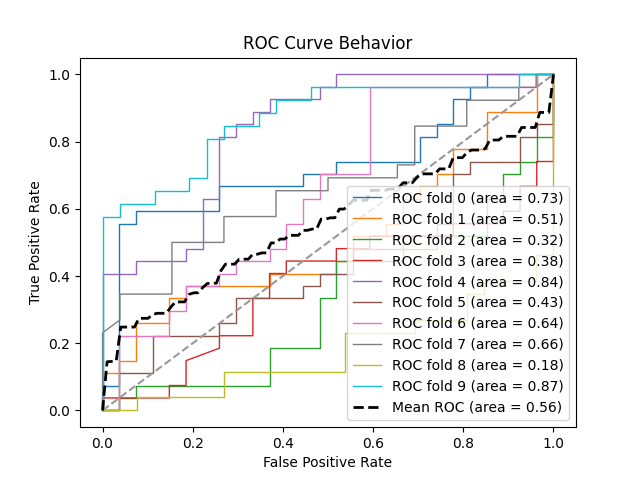 ROC Curve Behavior
True Positive Rate
1.0
0.8
0.6
0.4
0.2
0.0
ROC fold 0 (area = 0.73)
ROC fold 1 (area = 0.51)
ROC fold 2 (area = 0.32)
ROC fold 3 (area = 0.38)
ROC fold 4 (area = 0.84)
ROC fold 5 (area = 0.43)
ROC fold 6 (area = 0.64)
ROC fold 7 (area = 0.66)
ROC fold 8 (area = 0.18)
ROC fold 9 (area = 0.87)
Mean ROC (area = 0.56)
0.0 0.2 0.4 0.6 0.8 1.0
False Positive Rate